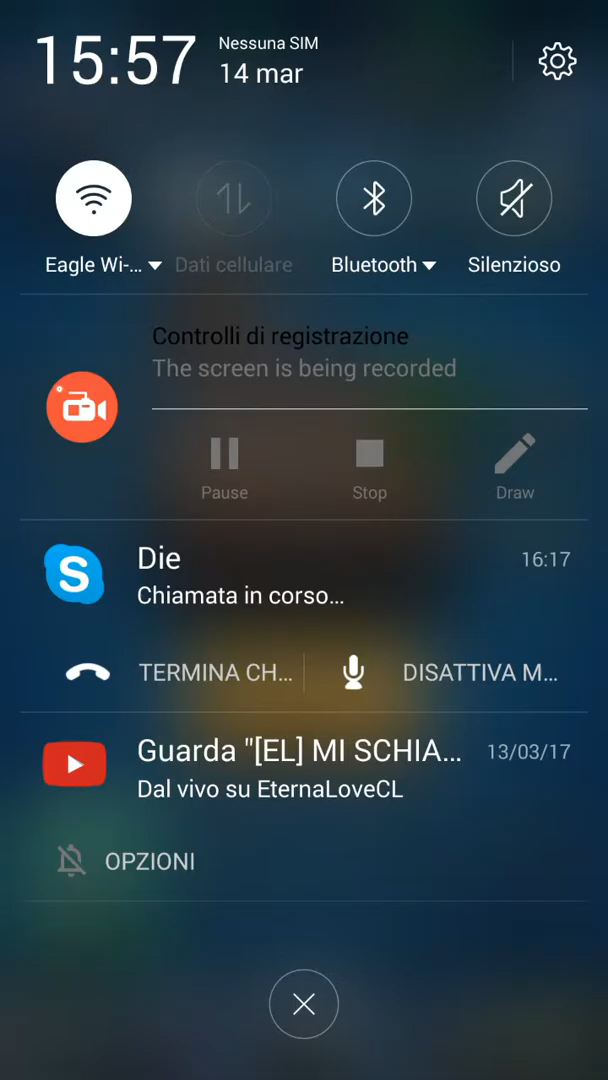 15:57
Nessuna SIM
14 mar
Eagle Wi-...
Dati cellulare
Bluetooth
Silenzioso
Controlli di registrazione
The screen is being recorded
Pause
Stop
Draw
Die
16:17
Chiamata in corso...
TERMINA CH...
DISATTIVA M...
Guarda "[EL] MI SCHIA...
13/03/17
Dal vivo su EternaLoveCL
OPZIONI